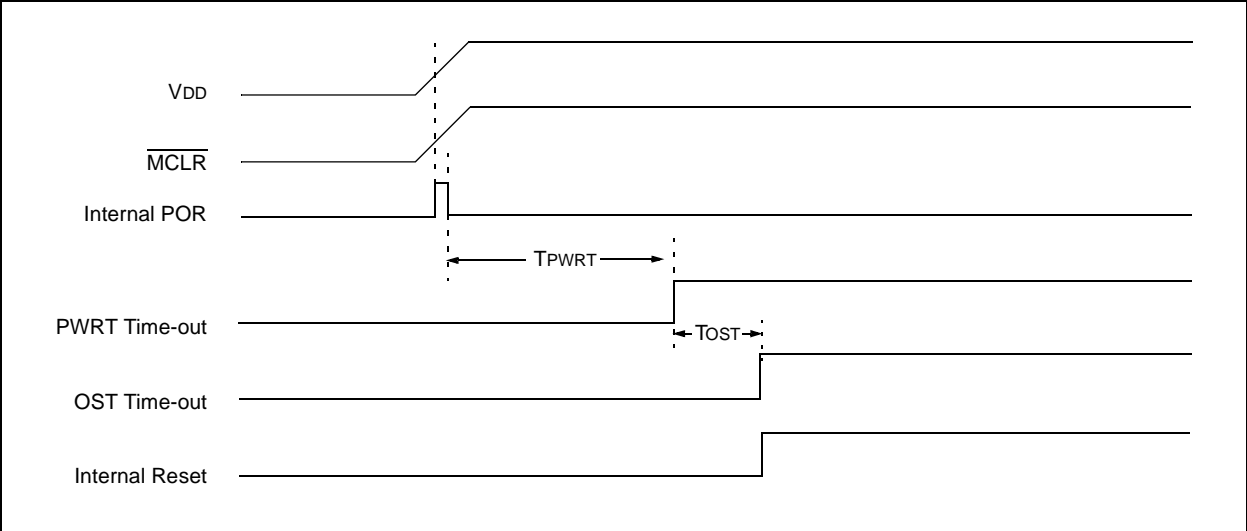 VDD
MCLR
Internal POR
TPWRT
PWRT Time-out
TOST
OST Time-out
Internal Reset